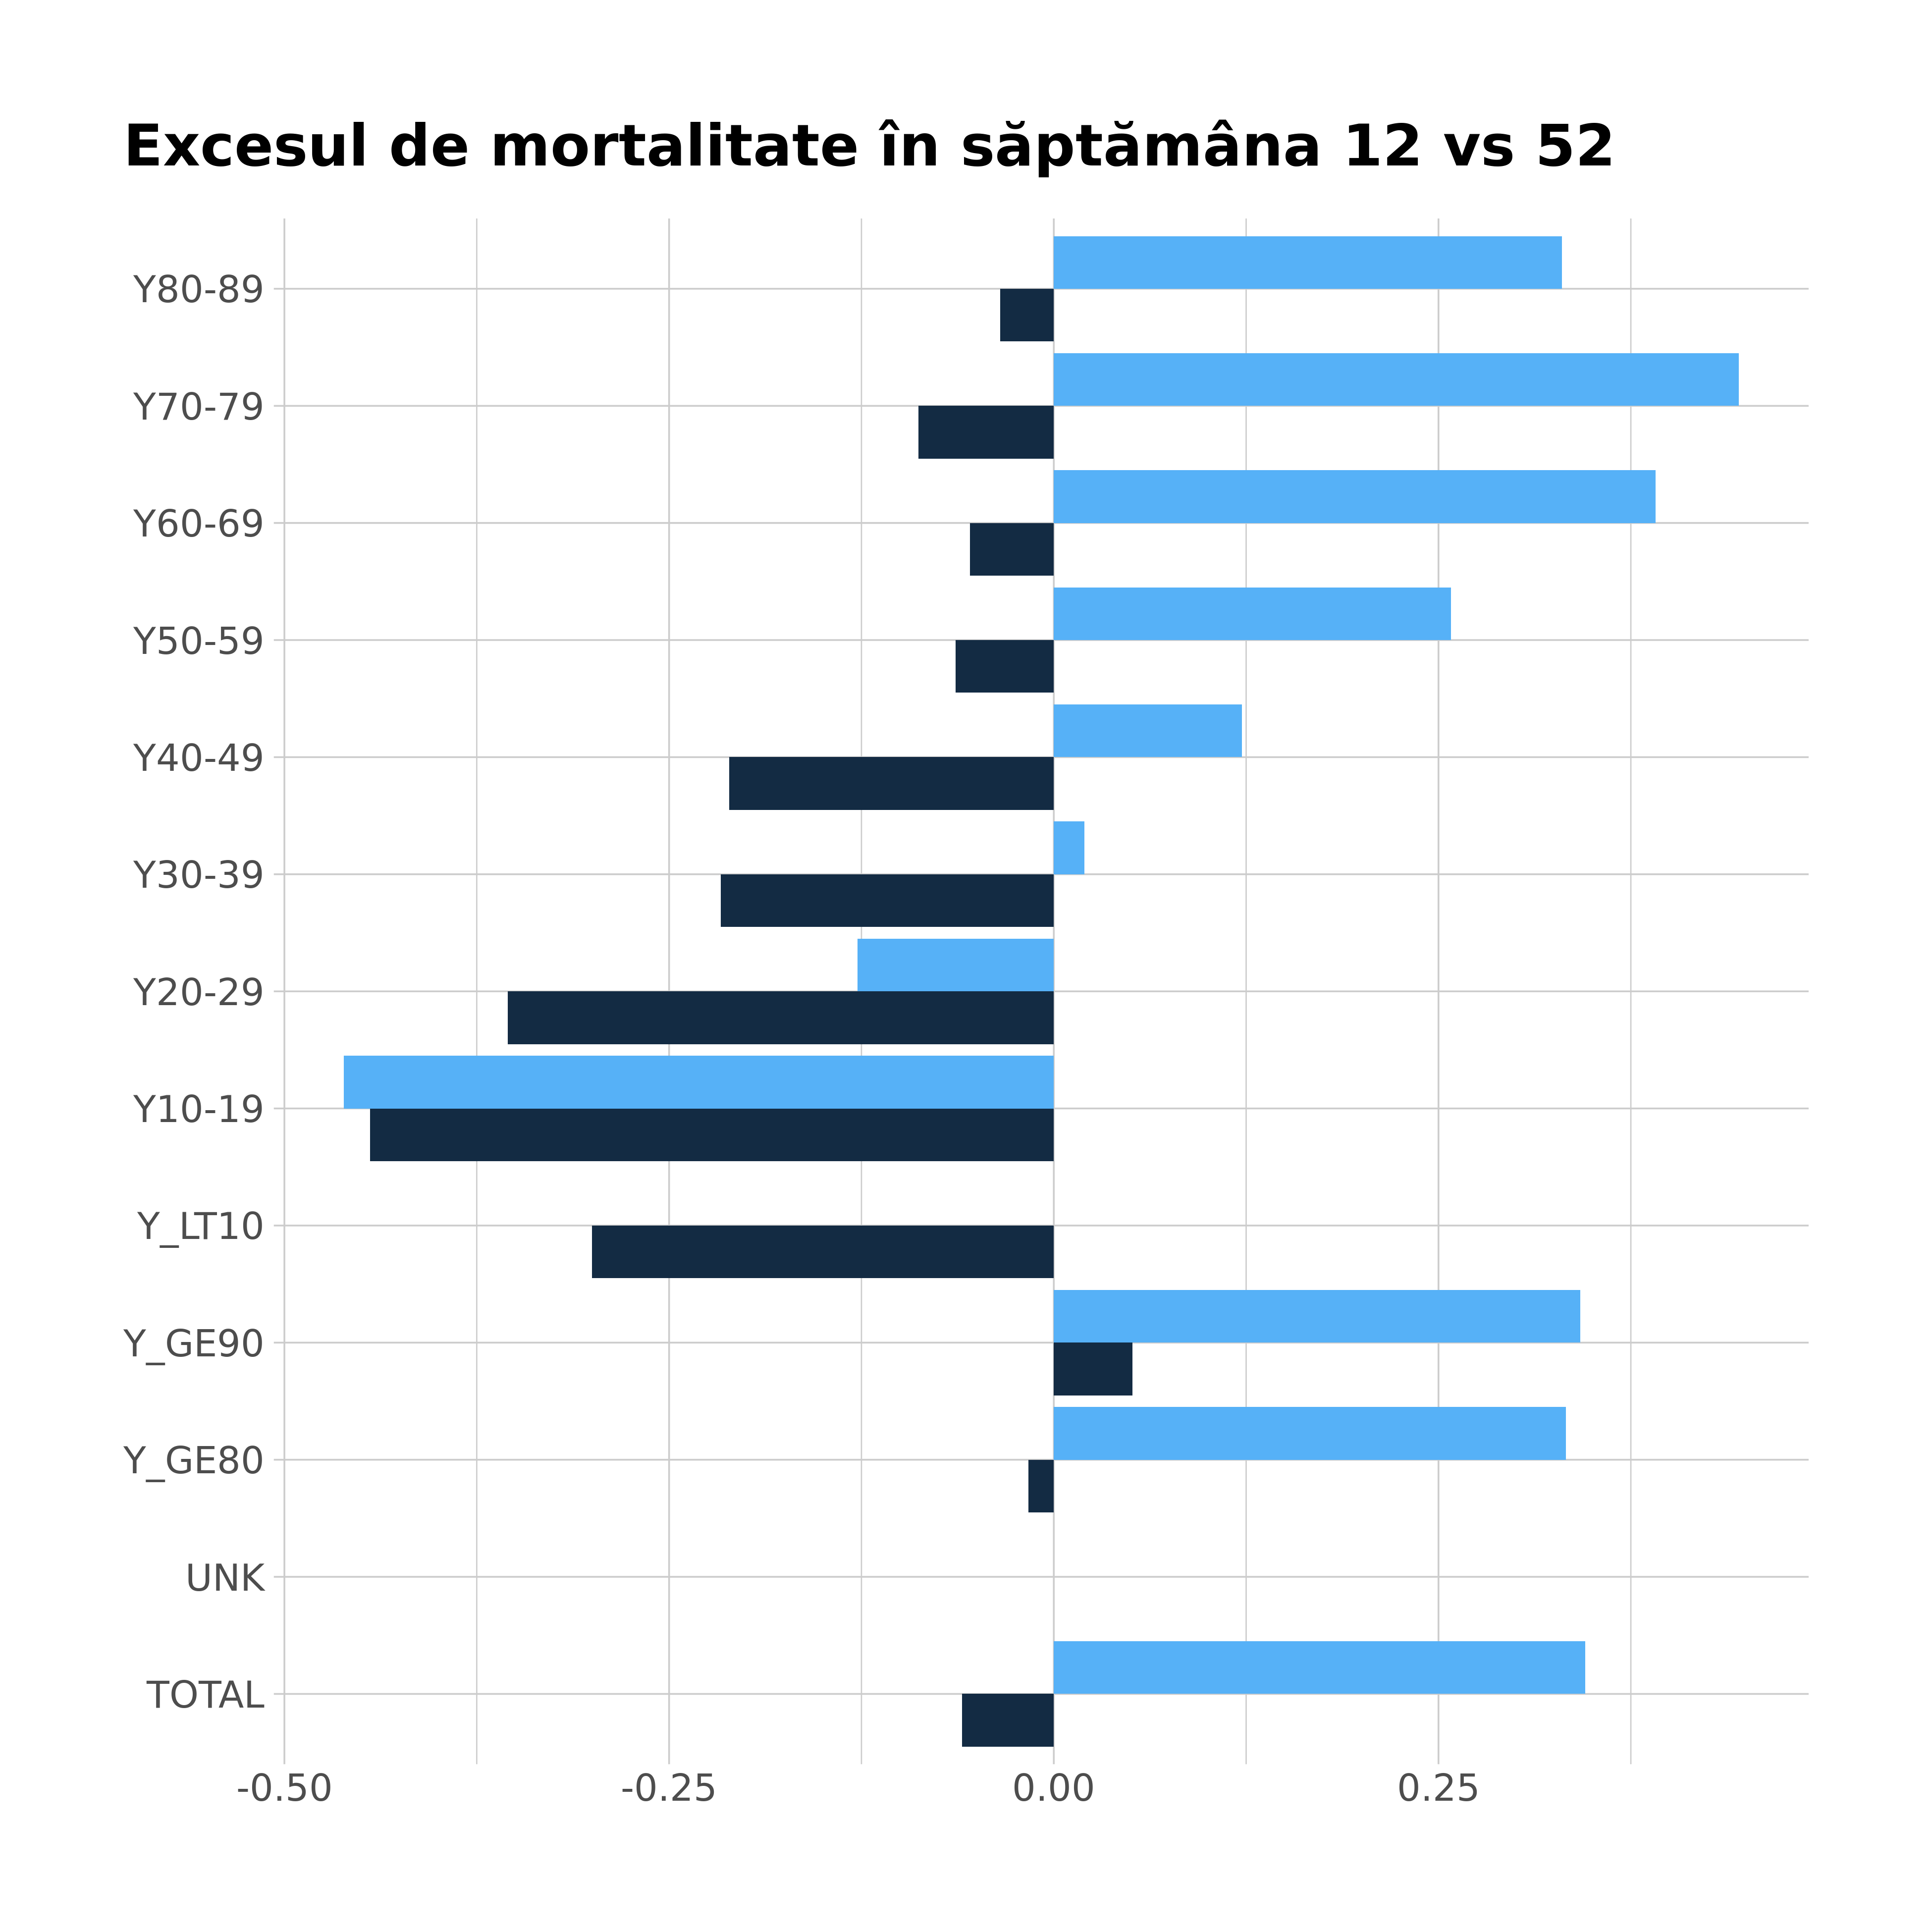 Excesul de mortalitate în săptămâna 12 vs 52
Y80-89
Y70-79
Y60-69
Y50-59
Y40-49
Y30-39
Y20-29
Y10-19
Y_LT10
Y_GE90
Y_GE80
UNK
TOTAL
-0.50 -0.25 0.00 0.25